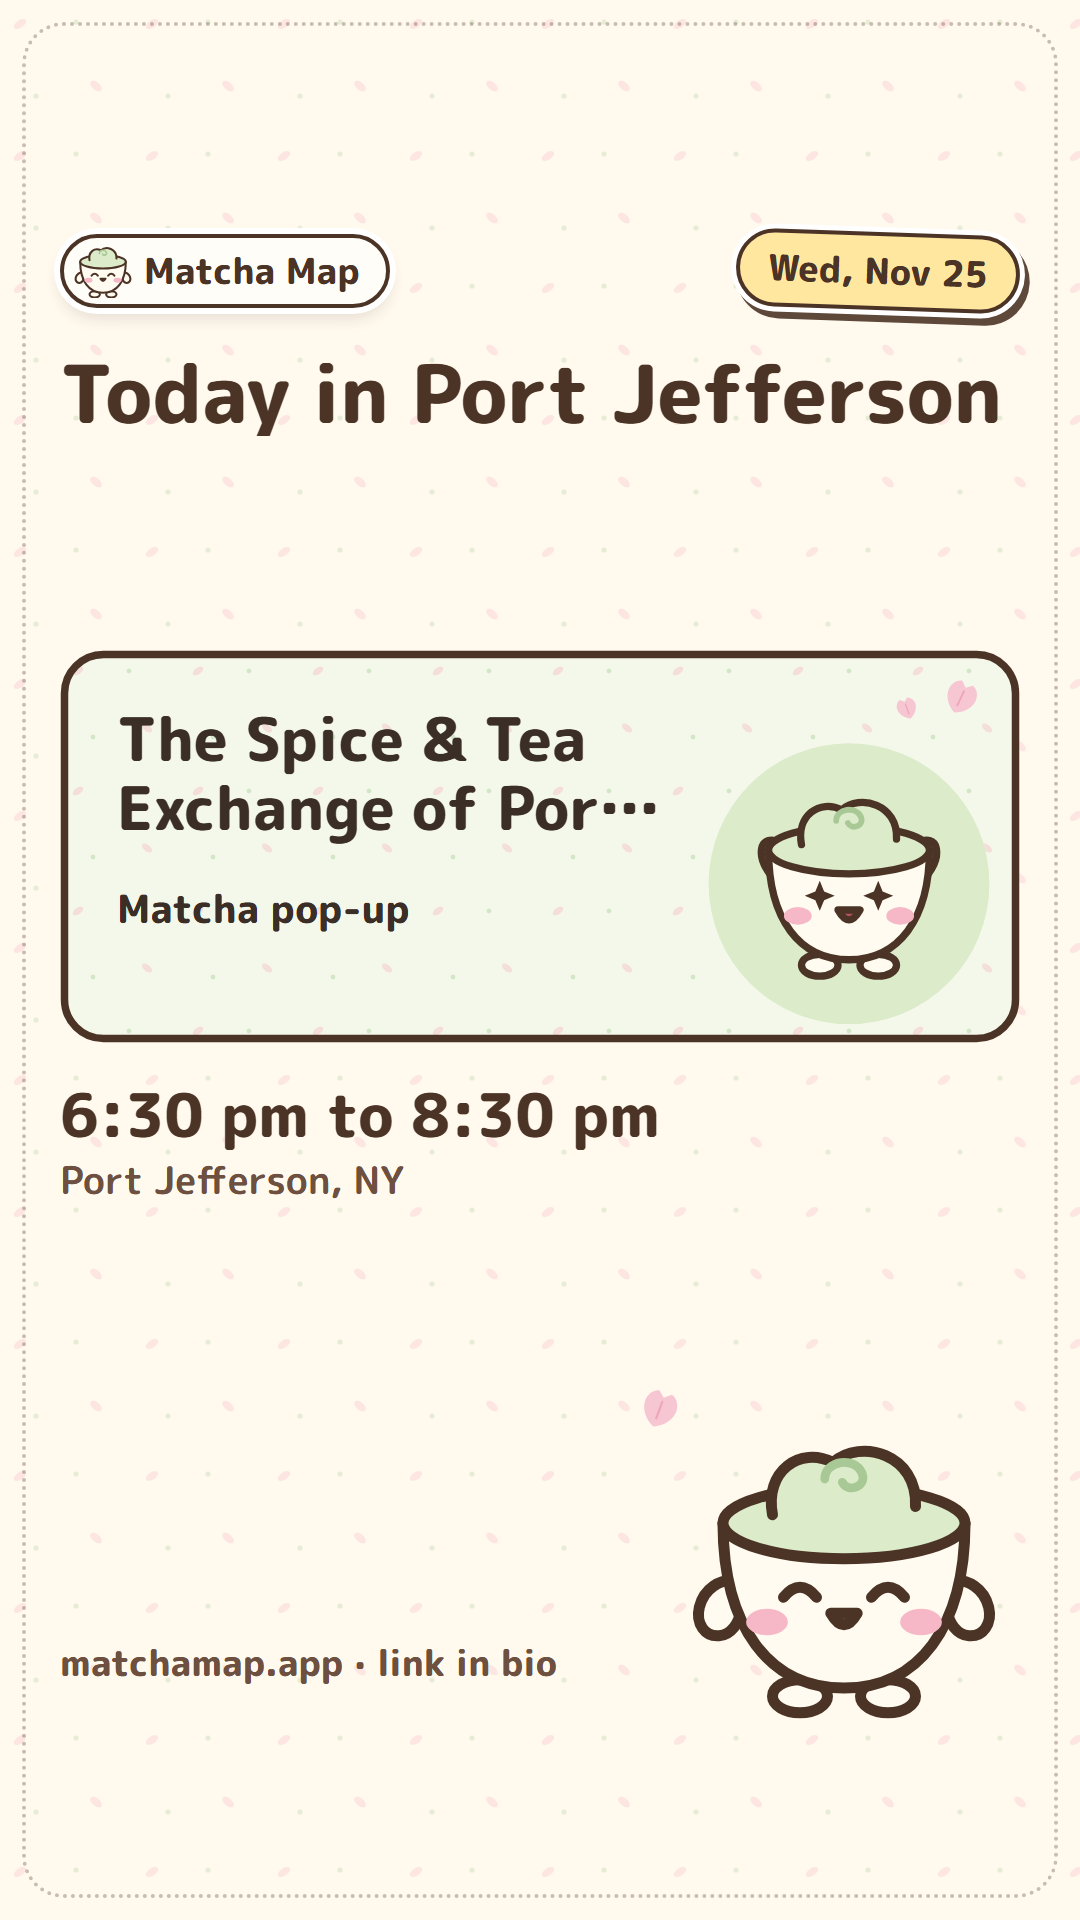 Matcha Map
Wed, Nov 25
Today in Port Jefferson
The Spice & Tea
Exchange of Por…
Matcha pop-up
6:30 pm to 8:30 pm
Port Jefferson, NY
matchamap.app · link in bio